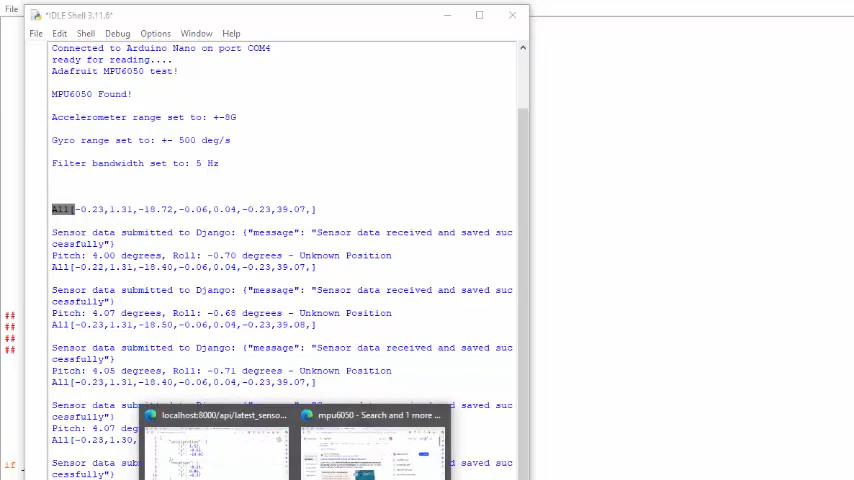 File
*IDLE Shell 3.11.6*
File Edit Shell Debug Options Window Help
Connected to Arduino Nano on port COM4
ready for reading....
Adafruit MPU6050 test!
MPU6050 Found!
Accelerometer range set to: +-8G
Gyro range set to: +- 500 deg/s
Filter bandwidth set to: 5 Hz
All[-0.23,1.31,-18.72,-0.06,0.04,-0.23,39.07,]
Sensor data submitted to Django: {"message": "Sensor data received and saved suc
cessfully"}
Pitch: 4.00 degrees, Roll: -0.70 degrees - Unknown Position
All[-0.22,1.31,-18.40,-0.06,0.04,-0.23,39.07,]
Sensor data submitted to Django: {"message": "Sensor data received and saved suc
cessfully"}
##
Pitch: 4.07 degrees, Roll: -0.68 degrees - Unknown Position
##
All[-0.23,1.31,-18.50,-0.06,0.04,-0.23,39.08,]
##
Sensor data submitted to Django: {"message": "Sensor data received and saved suc
##
cessfully"}
Pitch: 4.05 degrees, Roll: -0.71 degrees - Unknown Position
All[-0.23,1.31,-18.40,-0.06,0.04,-0.23,39.07,]
Sensor data s
saved suc
cessfully"}
localhost:8000/api/latest_senso...
mpu6050 - Search and 1 more ...
Pitch: 4.07 d
ition
All[-0.23,1.30,
Sensor data s
saved suc
cessfully"}
if